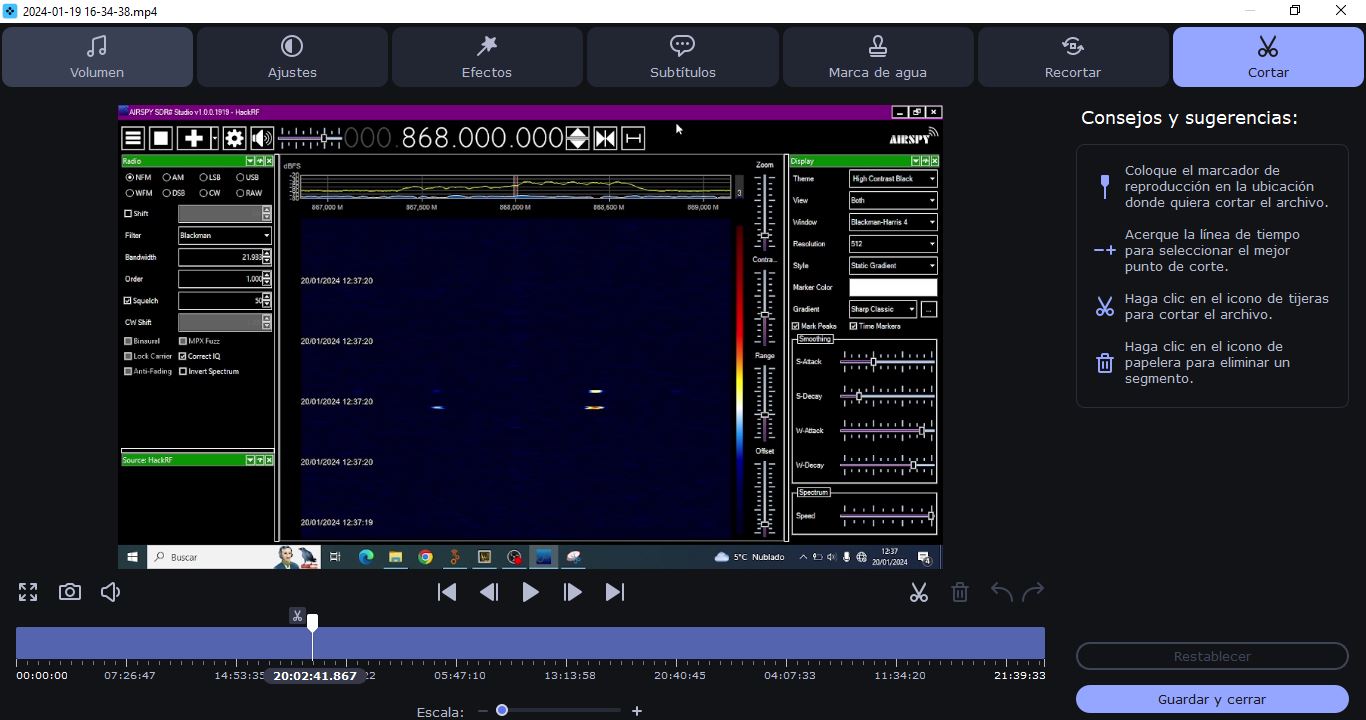 2024-01-19 16-34-38.mp4
Volumen
Ajustes
Efectos
Subtítulos
Marca de agua
Recortar
Cortar
AIRSPY SDR# Studio v1.0.0.1919 - HackRF
000.868.000.000
AIRSPY
Radio
NFM AM LSB USB
WFM DSB CW RAW
Shift
Filter Blackman
Bandwidth 21.933
Order 1,000
Squelch 50
CW Shift
Binaural MPX Fuzz
Lock Carrier Correct IQ
Anti-Fading Invert Spectrum
Source: HackRF
dBFS
3
867,000 M 867,500 M 868,000 M 868,500 M 869,000 M
20/01/2024 12:37:20
20/01/2024 12:37:20
20/01/2024 12:37:20
20/01/2024 12:37:20
20/01/2024 12:37:19
Zoom
Contra...
Range
Offset
Display
Theme High Contrast Black
View Both
Window Blackman-Harris 4
Resolution 512
Style Static Gradient
Marker Color
Gradient Sharp Classic ...
Mark Peaks Time Markers
Smoothing
S-Attack
S-Decay
W-Attack
W-Decay
Spectrum
Speed
Buscar
5°C Nublado
12:37
20/01/2024
4
Consejos y sugerencias:
Coloque el marcador de
reproducción en la ubicación
donde quiera cortar el archivo.
Acerque la línea de tiempo
para seleccionar el mejor
punto de corte.
Haga clic en el icono de tijeras
para cortar el archivo.
Haga clic en el icono de
papelera para eliminar un
segmento.
00:00:00 07:26:47 14:53:35 20:02:41.867 22 05:47:10 13:13:58 20:40:45 04:07:33 11:34:20 21:39:33
Escala:
Restablecer
Guardar y cerrar